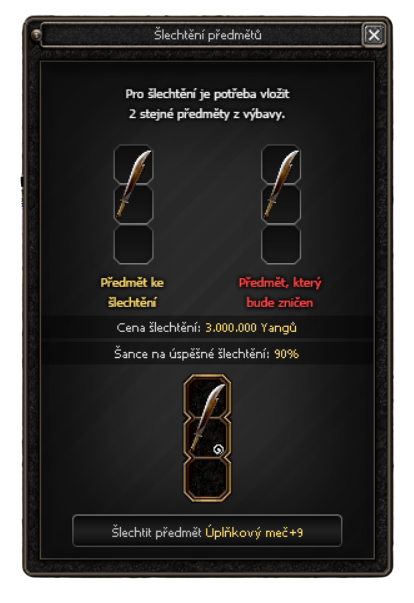 Šlechtění předmětů
Pro šlechtění je potřeba vložit
2 stejné předměty z výbavy.
Předmět ke
šlechtění
Předmět, který
bude zničen
Cena šlechtění: 3.000.000 Yangů
Šance na úspěšné šlechtění: 90%
Šlechtit předmět Úplňkový meč+9